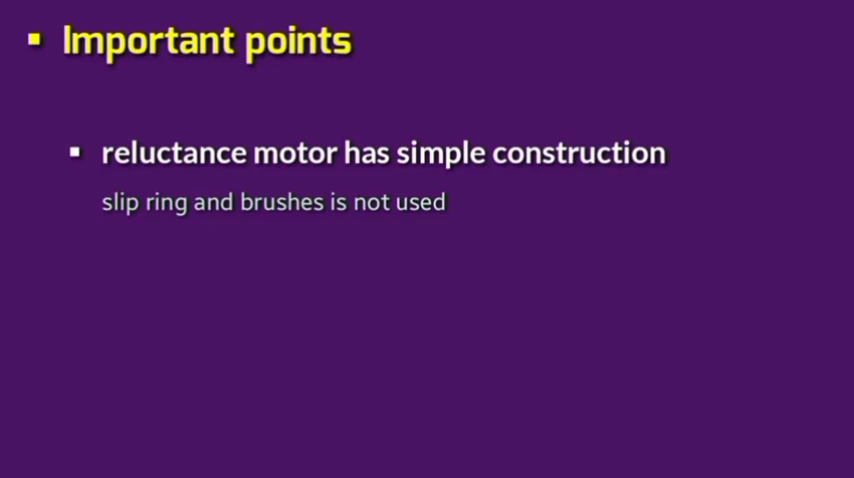 Important points
reluctance motor has simple construction
slip ring and brushes is not used